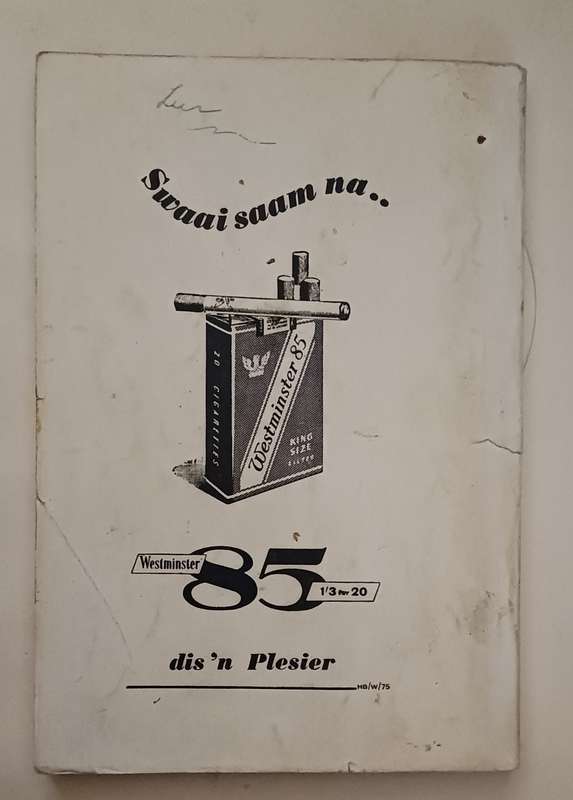 Swaai saam na..
20 CIGARETTES
Westminster 85
KING
SIZE
FILTER
Westminster
85
1'3 PER 20
dis 'n Plesier
HB/W/75